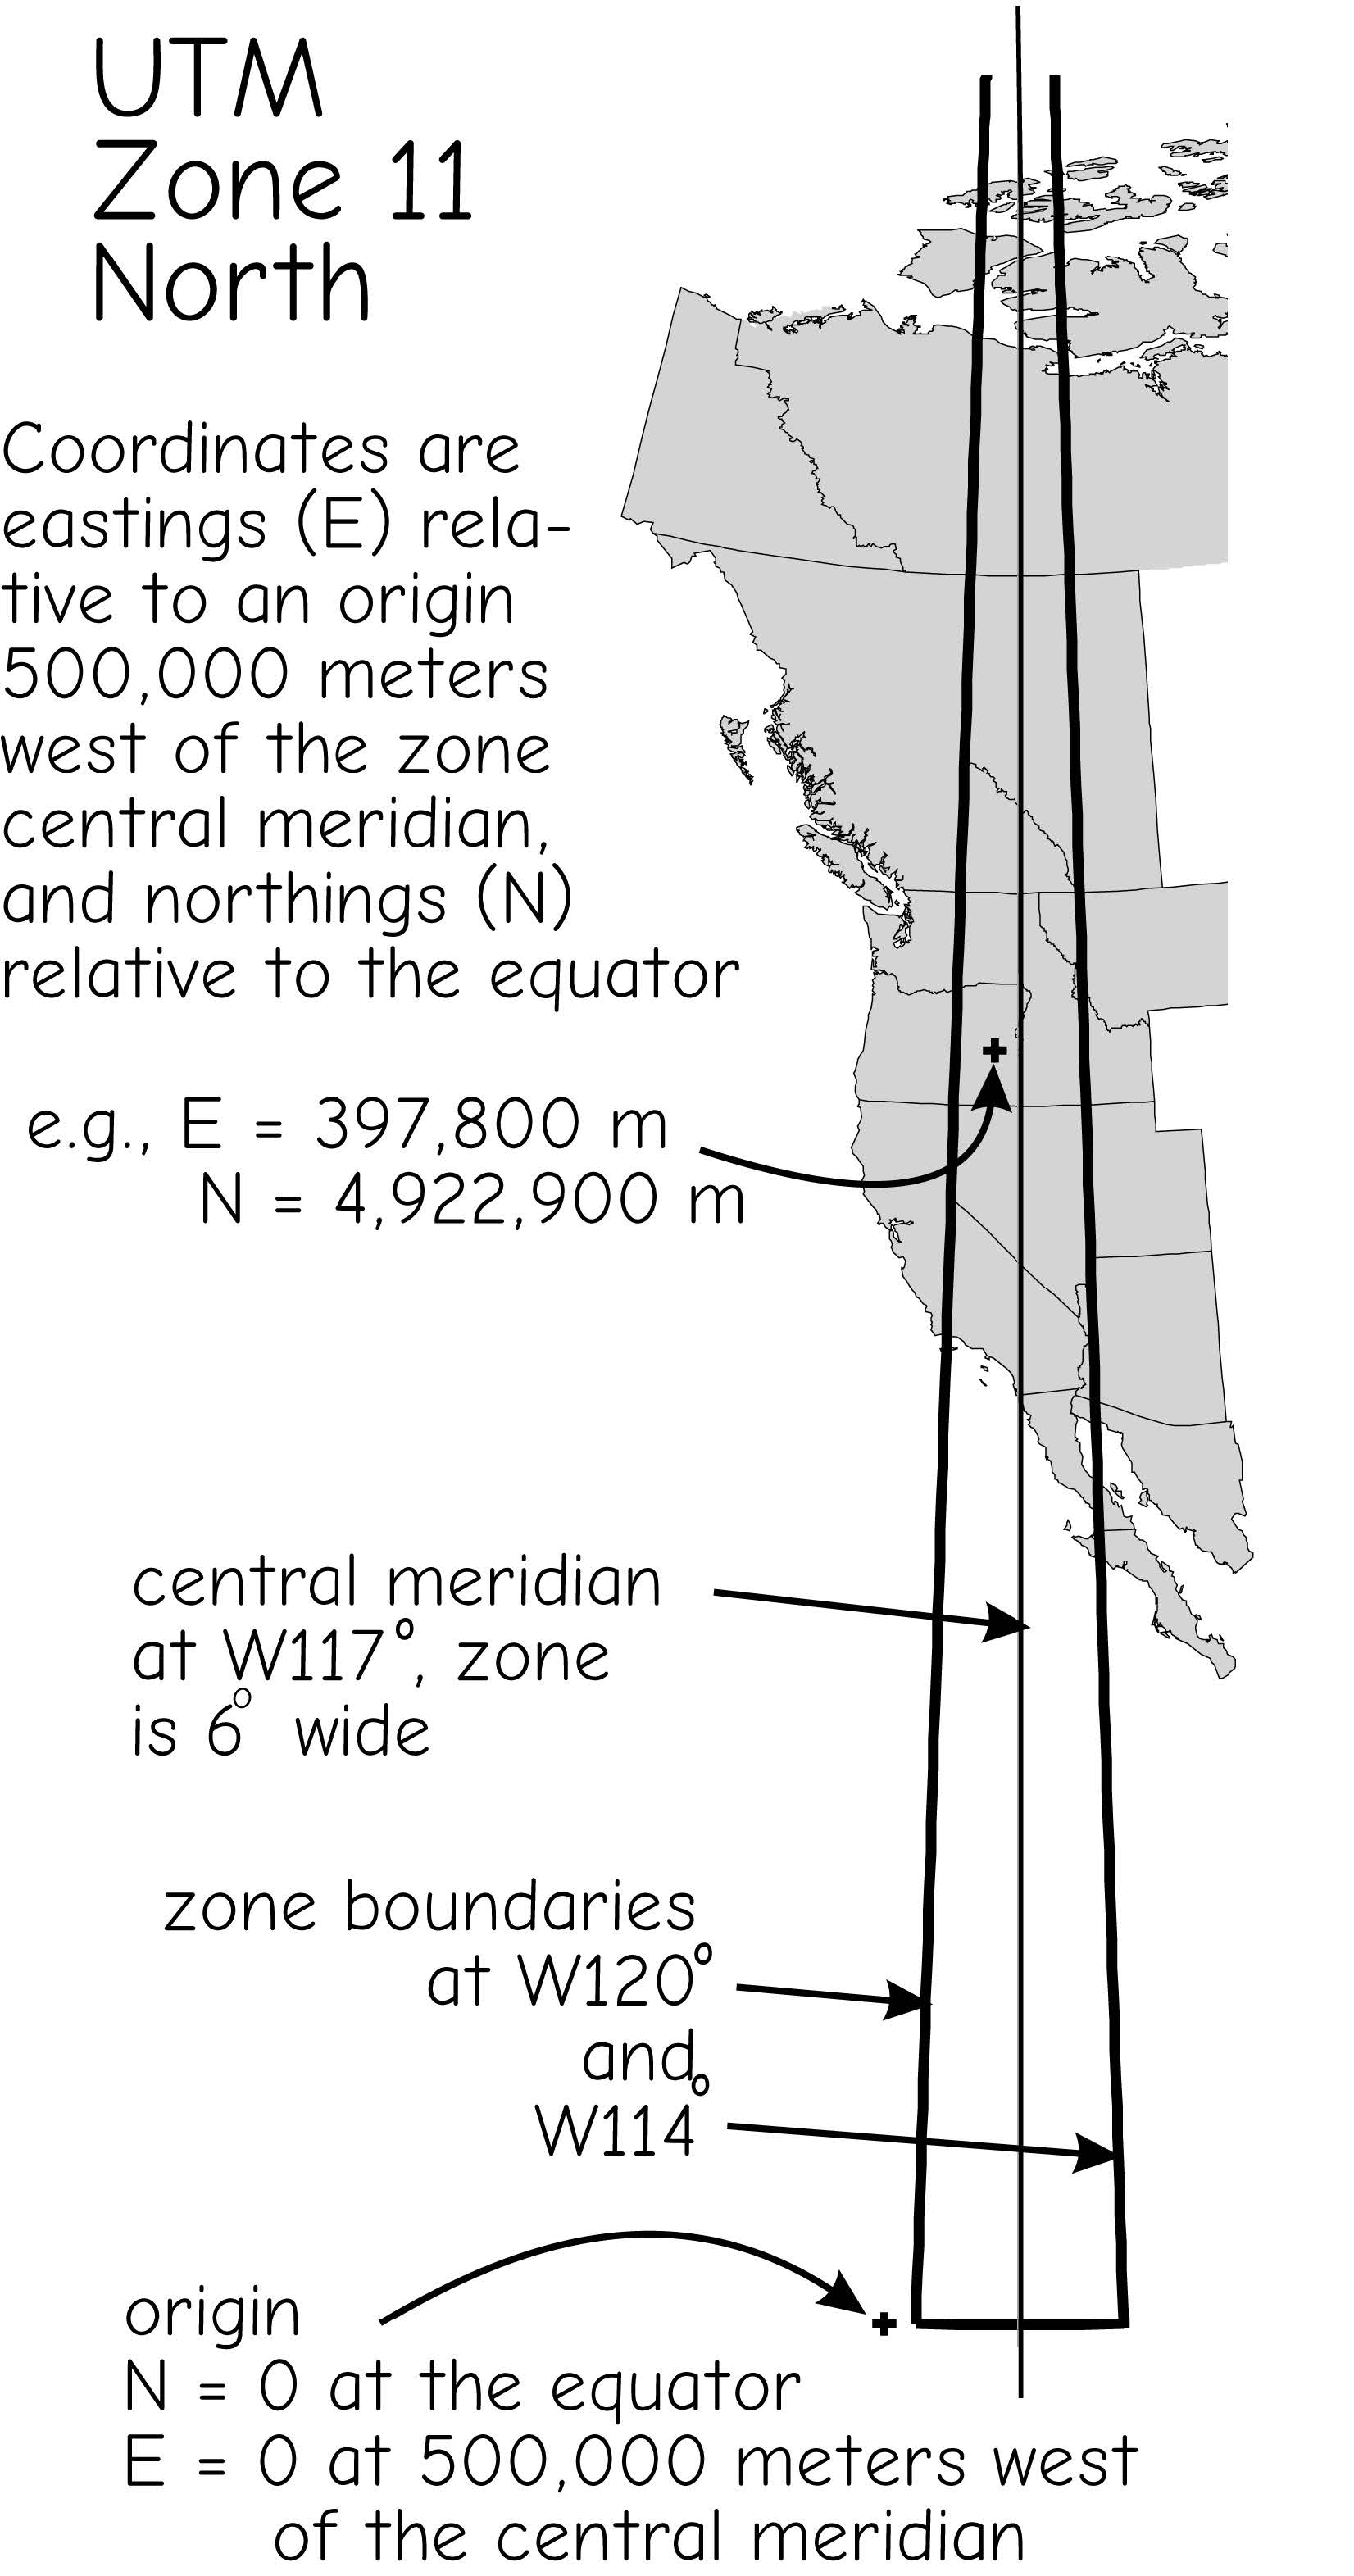 UTM
Zone 11
North
Coordinates are
eastings (E) rela-
tive to an origin
500,000 meters
west of the zone
central meridian,
and northings (N)
relative to the equator
e.g., E = 397,800 m
N = 4,922,900 m
central meridian
at W117°, zone
is 6° wide
zone boundaries
at W120°
and
W114°
origin
N = 0 at the equator
E = 0 at 500,000 meters west
of the central meridian